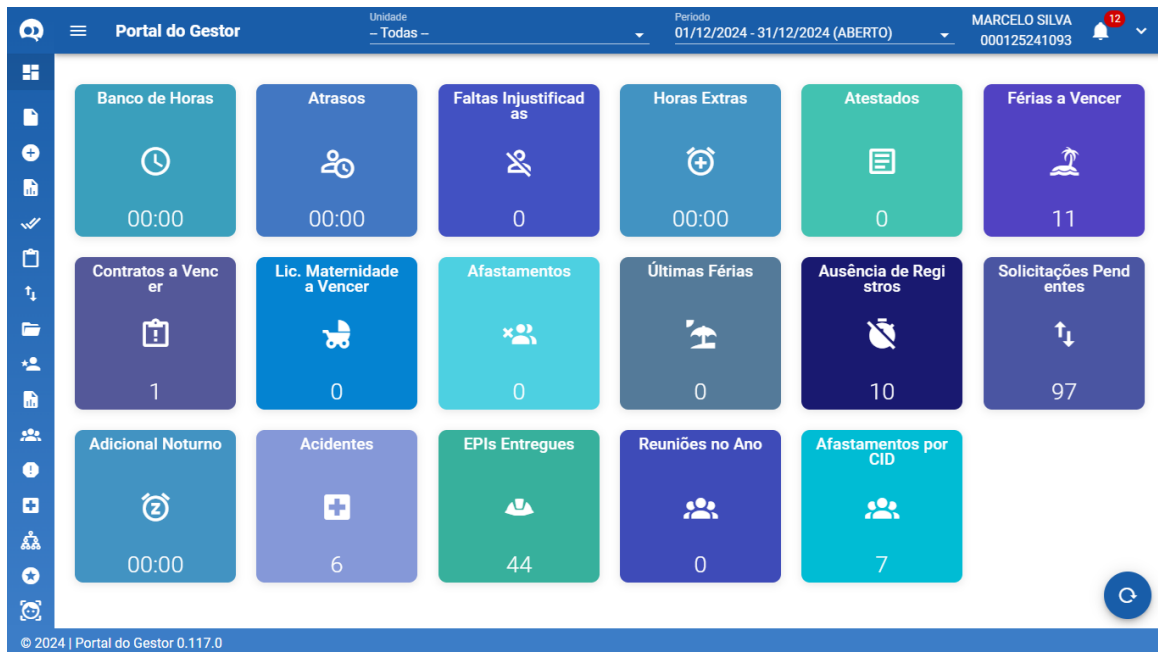 Portal do Gestor
Unidade
-- Todas --
Periodo
01/12/2024 - 31/12/2024 (ABERTO)
MARCELO SILVA
000125241093
12
Banco de Horas
00:00
Atrasos
00:00
Faltas Injustificad
as
0
Horas Extras
00:00
Atestados
0
Férias a Vencer
11
Contratos a Venc
er
1
Lic. Maternidade
a Vencer
0
Afastamentos
0
Últimas Férias
0
Ausência de Regi
stros
10
Solicitações Pend
entes
97
Adicional Noturno
00:00
Acidentes
6
EPIs Entregues
44
Reuniões no Ano
0
Afastamentos por
CID
7
© 2024 | Portal do Gestor 0.117.0